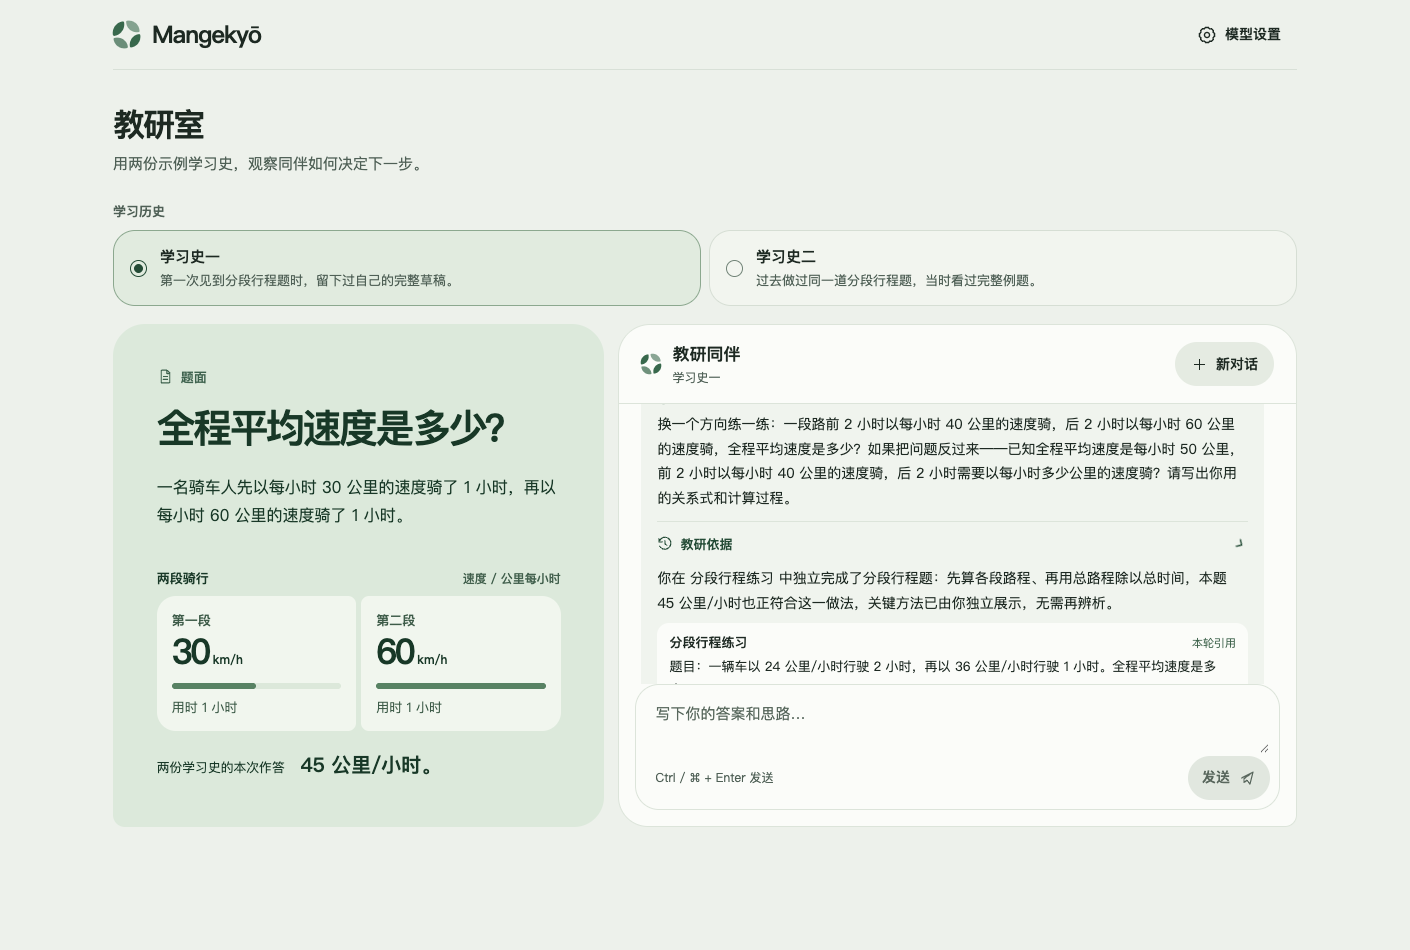 Mangekyō
模型设置
教研室
用两份示例学习史，观察同伴如何决定下一步。
学习历史
学习史一
第一次见到分段行程题时，留下过自己的完整草稿。
学习史二
过去做过同一道分段行程题，当时看过完整例题。
题面
全程平均速度是多少？
一名骑车人先以每小时 30 公里的速度骑了 1 小时，再以
每小时 60 公里的速度骑了 1 小时。
两段骑行
速度 / 公里每小时
第一段
30 km/h
用时 1 小时
第二段
60 km/h
用时 1 小时
两份学习史的本次作答 45 公里/小时。
教研同伴
学习史一
新对话
换一个方向练一练：一段路前 2 小时以每小时 40 公里的速度骑，后 2 小时以每小时 60 公里
的速度骑，全程平均速度是多少？如果把问题反过来——已知全程平均速度是每小时 50 公里，
前 2 小时以每小时 40 公里的速度骑，后 2 小时需要以每小时多少公里的速度骑？请写出你用
的关系式和计算过程。
教研依据
你在 分段行程练习 中独立完成了分段行程题：先算各段路程、再用总路程除以总时间，本题
45 公里/小时也正符合这一做法，关键方法已由你独立展示，无需再辨析。
分段行程练习
本轮引用
题目：一辆车以 24 公里/小时行驶 2 小时，再以 36 公里/小时行驶 1 小时。全程平均速度是多
写下你的答案和思路…
Ctrl / ⌘ + Enter 发送
发送